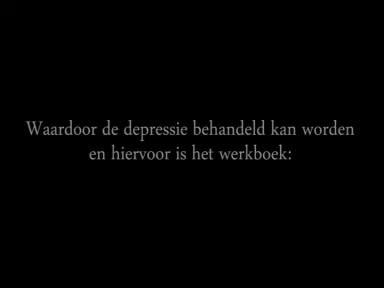 Waardoor de depressie behandeld kan worden
en hiervoor is het werkboek: